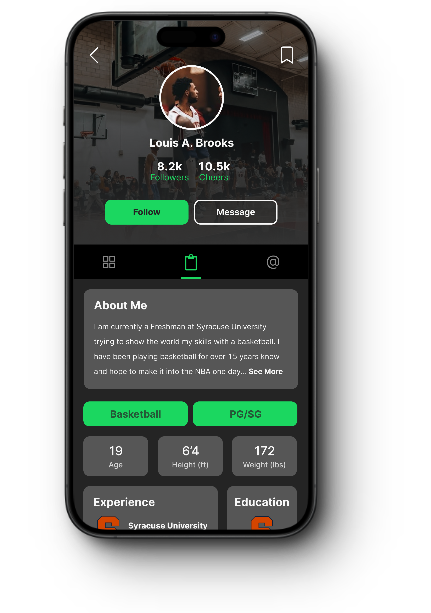 Louis A. Brooks
8.2k 10.5k
Followers Cheers
Follow Message
@
About Me
I am currently a Freshman at Syracuse University
trying to show the world my skills with a basketball. I
have been playing basketball for over 15 years know
and hope to make it into the NBA one day... See More
Basketball PG/SG
19 6'4 172
Age Height (ft) Weight (lbs)
Experience Education
Syracuse University